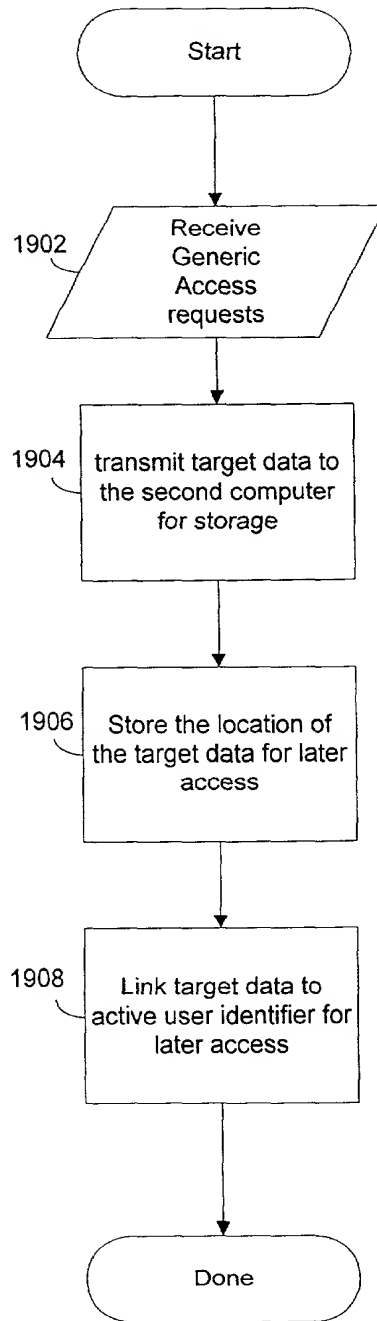 Start
1902
Receive
Generic
Access
requests
1904
transmit target data to
the second computer
for storage
1906
Store the location of
the target data for later
access
1908
Link target data to
active user identifier for
later access
Done